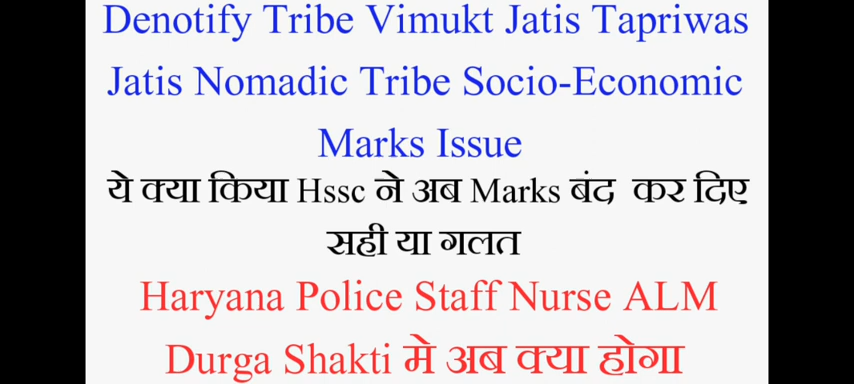 Denotify Tribe Vimukt Jatis Tapriwas
Jatis Nomadic Tribe Socio-Economic
Marks Issue
ये क्या किया Hssc ने अब Marks बंद कर दिए
सही या गलत
Haryana Police Staff Nurse ALM
Durga Shakti मे अब क्या होगा